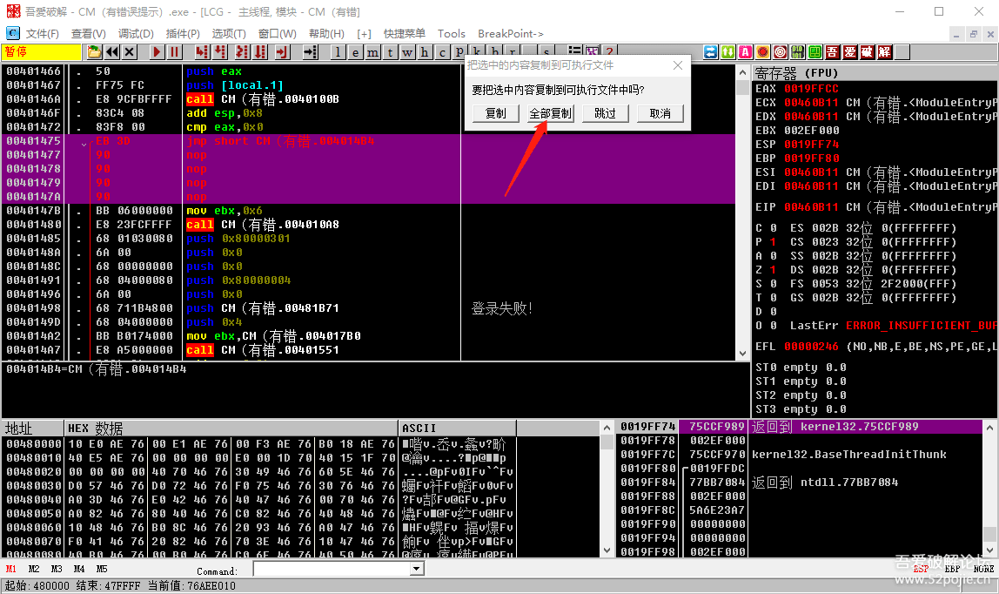 吾爱破解 - CM（有错误提示）.exe - [LCG - 主线程, 模块 - CM（有错]
文件(F) 查看(V) 调试(D) 插件(P) 选项(T) 窗口(W) 帮助(H) [+] 快捷菜单 Tools BreakPoint->
暂停 l e m t w h c p k b r s ? 吾 爱 破 解
把选中的内容复制到可执行文件
要把选中内容复制到可执行文件中吗?
复制 全部复制 跳过 取消
00401466 . 50 push eax
00401467 . FF75 FC push [local.1]
0040146A . E8 9CFBFFFF call CM（有错.0040100B
0040146F . 83C4 08 add esp,0x8
00401472 . 83F8 00 cmp eax,0x0
00401475 EB 3D jmp short CM（有错.004014B4
00401477 90 nop
00401478 90 nop
00401479 90 nop
0040147A 90 nop
0040147B . BB 06000000 mov ebx,0x6
00401480 . E8 23FCFFFF call CM（有错.004010A8
00401485 . 68 01030080 push 0x80000301
0040148A . 6A 00 push 0x0
0040148C . 68 00000000 push 0x0
00401491 . 68 04000080 push 0x80000004
00401496 . 6A 00 push 0x0
00401498 . 68 711B4800 push CM（有错.00481B71 登录失败!
0040149D . 68 04000000 push 0x4
004014A2 . BB B0174000 mov ebx,CM（有错.004017B0
004014A7 . E8 A5000000 call CM（有错.00401551
004014B4=CM（有错.004014B4
寄存器 (FPU)
EAX 0019FFCC
ECX 00460B11 CM（有错.<ModuleEntryP
EDX 00460B11 CM（有错.<ModuleEntryP
EBX 002EF000
ESP 0019FF74
EBP 0019FF80
ESI 00460B11 CM（有错.<ModuleEntryP
EDI 00460B11 CM（有错.<ModuleEntryP
EIP 00460B11 CM（有错.<ModuleEntryP
C 0 ES 002B 32位 0(FFFFFFFF)
P 1 CS 0023 32位 0(FFFFFFFF)
A 0 SS 002B 32位 0(FFFFFFFF)
Z 1 DS 002B 32位 0(FFFFFFFF)
S 0 FS 0053 32位 2F2000(FFF)
T 0 GS 002B 32位 0(FFFFFFFF)
D 0
O 0 LastErr ERROR_INSUFFICIENT_BUF
EFL 00000246 (NO,NB,E,BE,NS,PE,GE,L
ST0 empty 0.0
ST1 empty 0.0
ST2 empty 0.0
ST3 empty 0.0
地址 HEX 数据 ASCII
00480000 10 E0 AE 76 00 E1 AE 76 00 F3 AE 76 B0 18 AE 76
00480010 40 E5 AE 76 00 00 00 00 E0 00 1D 70 40 15 1F 70
00480020 00 00 00 00 40 70 46 76 30 49 46 76 60 5E 46 76
00480030 D0 57 46 76 D0 72 46 76 F0 75 46 76 30 76 46 76
00480040 A0 3D 46 76 E0 42 46 76 40 47 46 76 00 70 46 76
00480050 A0 82 46 76 80 40 46 76 C0 82 46 76 40 48 46 76
00480060 10 48 46 76 B0 8C 46 76 20 93 46 76 A0 47 46 76
00480070 F0 41 46 76 20 82 46 76 70 3E 46 76 10 47 46 76
0019FF74 75CCF989 返回到 kernel32.75CCF989
0019FF78 002EF000
0019FF7C 75CCF970 kernel32.BaseThreadInitThunk
0019FF80 0019FFDC
0019FF84 77BB7084 返回到 ntdll.77BB7084
0019FF88 002EF000
0019FF8C 5A6E23A7
0019FF90 00000000
0019FF94 00000000
0019FF98 002EF000
M1 M2 M3 M4 M5 Command: ESP EBP NONE
起始: 480000 结束: 47FFFF 当前值: 76AEE010
吾爱破解论坛
www.52pojie.cn